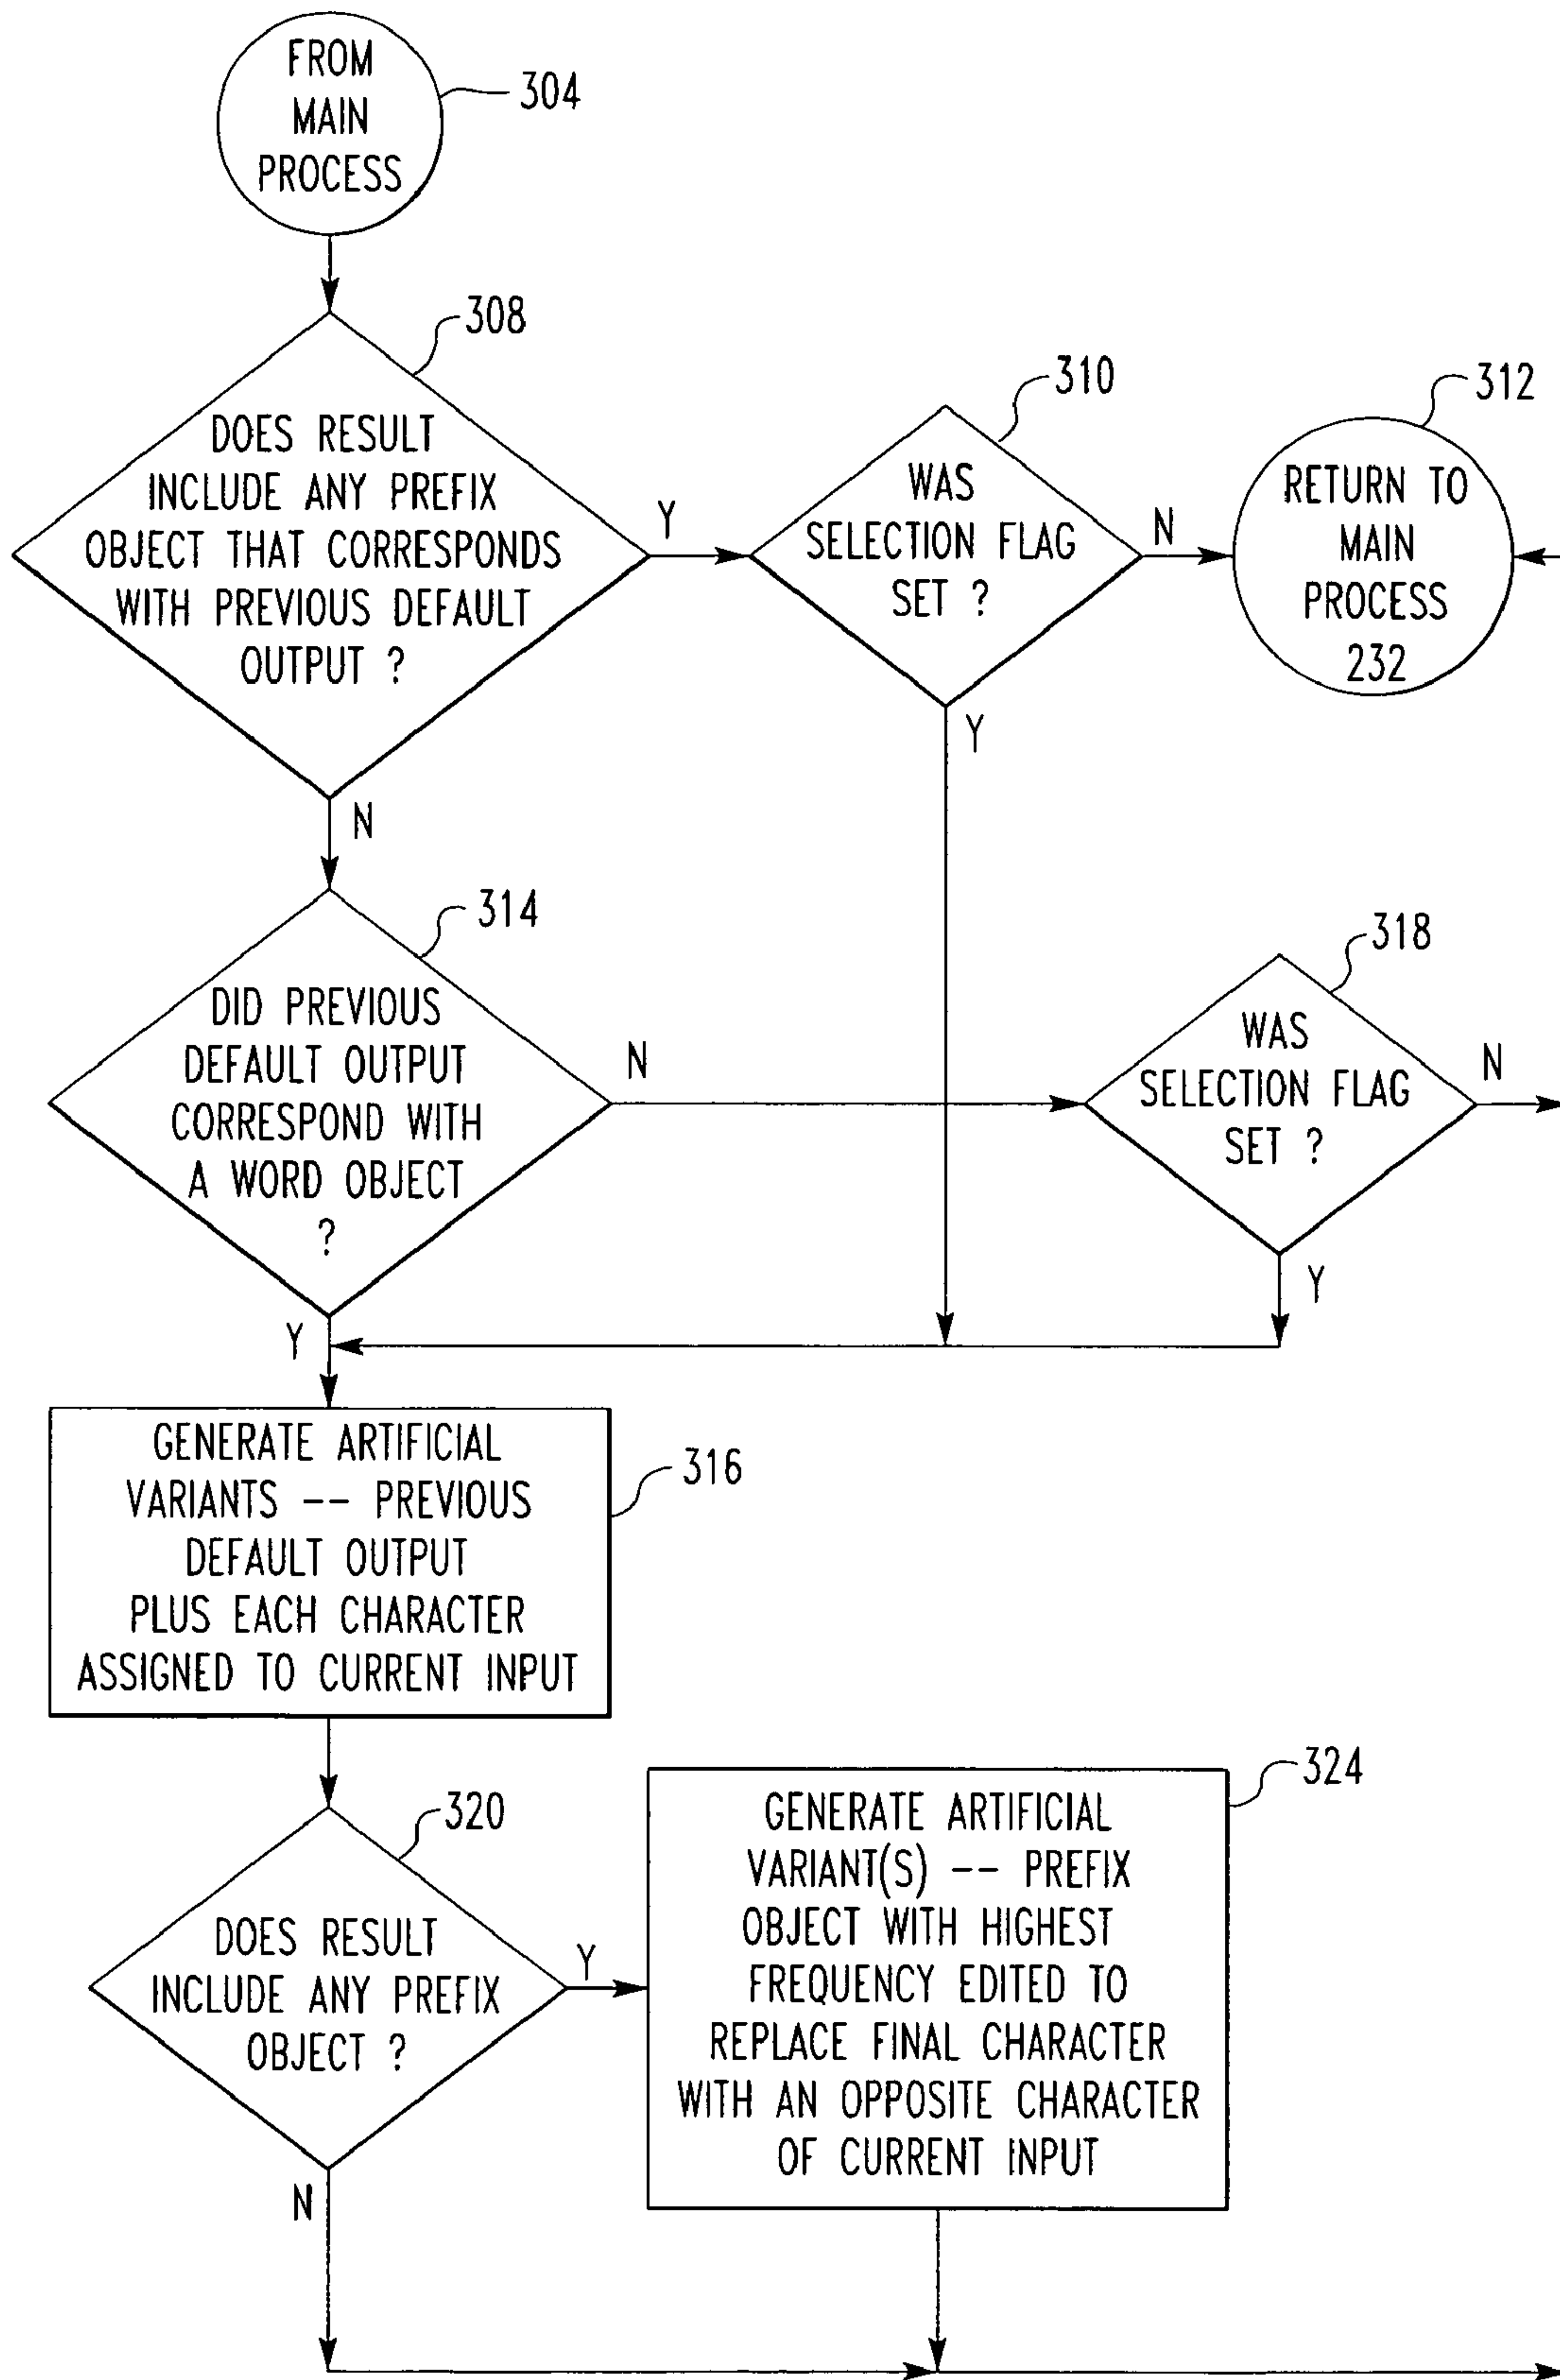 FROM
MAIN
PROCESS
304
308
DOES RESULT
INCLUDE ANY PREFIX
OBJECT THAT CORRESPONDS
WITH PREVIOUS DEFAULT
OUTPUT ?
Y
N
310
WAS
SELECTION FLAG
SET ?
N
Y
312
RETURN TO
MAIN
PROCESS
232
314
DID PREVIOUS
DEFAULT OUTPUT
CORRESPOND WITH
A WORD OBJECT
?
N
Y
318
WAS
SELECTION FLAG
SET ?
N
Y
316
GENERATE ARTIFICIAL
VARIANTS -- PREVIOUS
DEFAULT OUTPUT
PLUS EACH CHARACTER
ASSIGNED TO CURRENT INPUT
320
DOES RESULT
INCLUDE ANY PREFIX
OBJECT ?
Y
N
324
GENERATE ARTIFICIAL
VARIANT(S) -- PREFIX
OBJECT WITH HIGHEST
FREQUENCY EDITED TO
REPLACE FINAL CHARACTER
WITH AN OPPOSITE CHARACTER
OF CURRENT INPUT